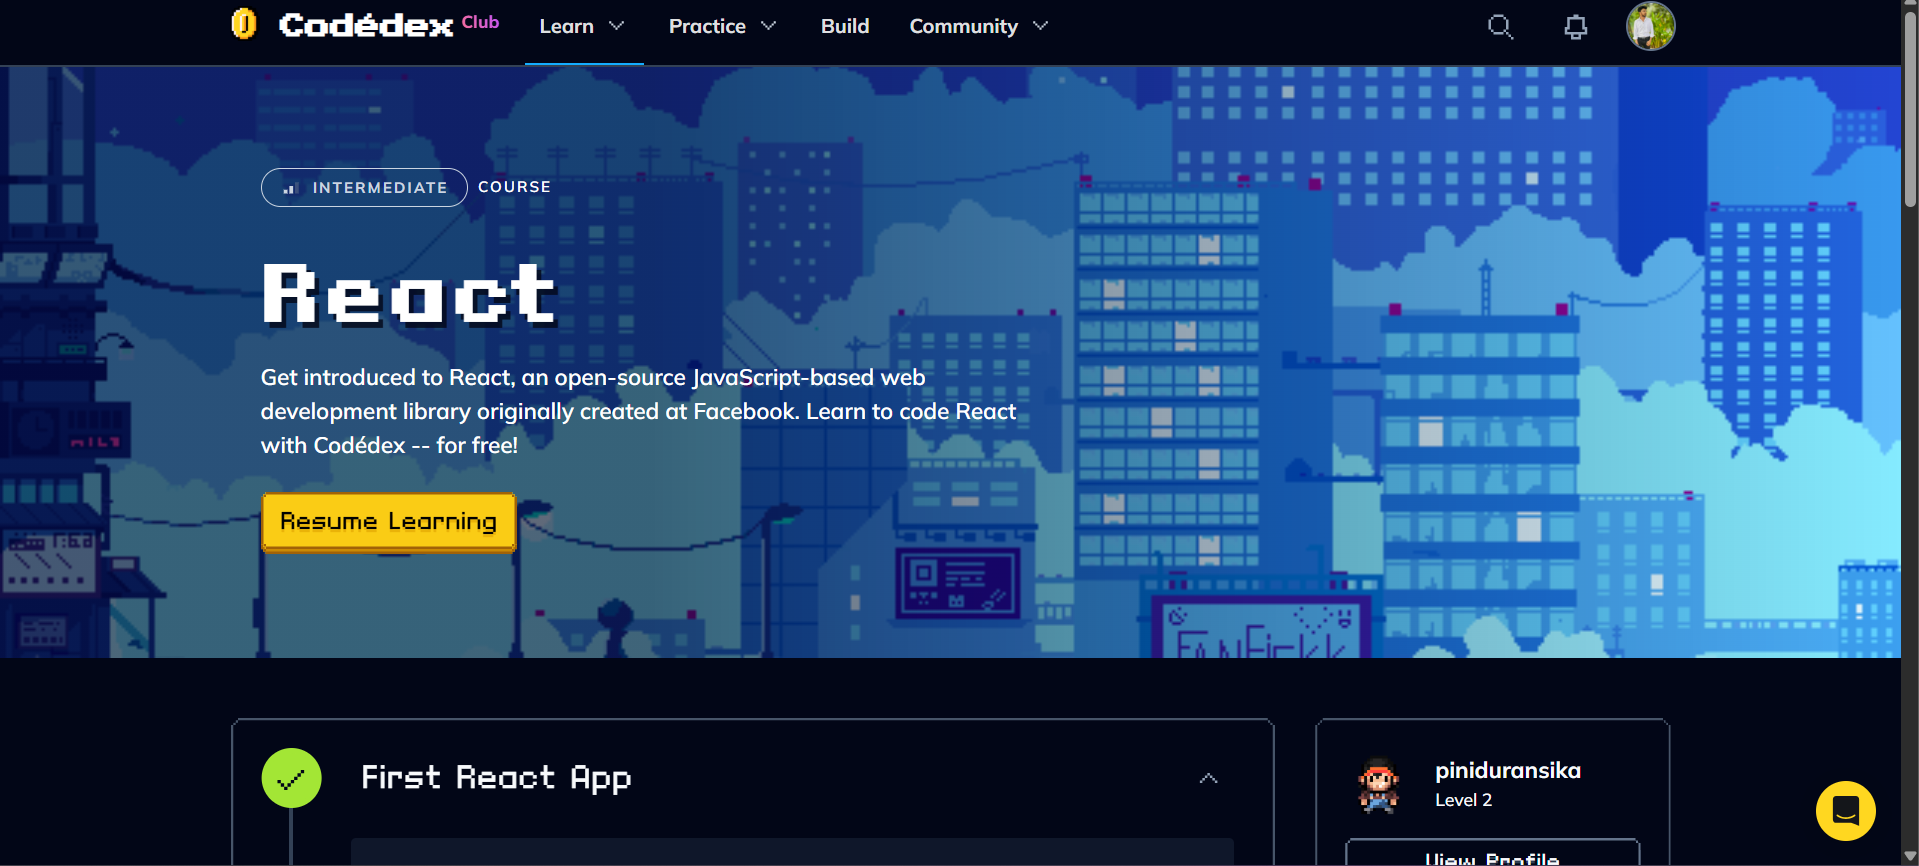 Codédex Club
Learn
Practice
Build
Community
INTERMEDIATE
COURSE
React
Get introduced to React, an open-source JavaScript-based web
development library originally created at Facebook. Learn to code React
with Codédex -- for free!
Resume Learning
First React App
piniduransika
Level 2
View Profile